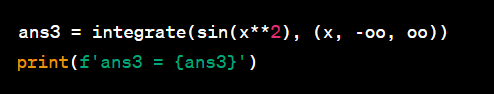 ans3 = integrate(sin(x**2), (x, -oo, oo))
print(f'ans3 = {ans3}')